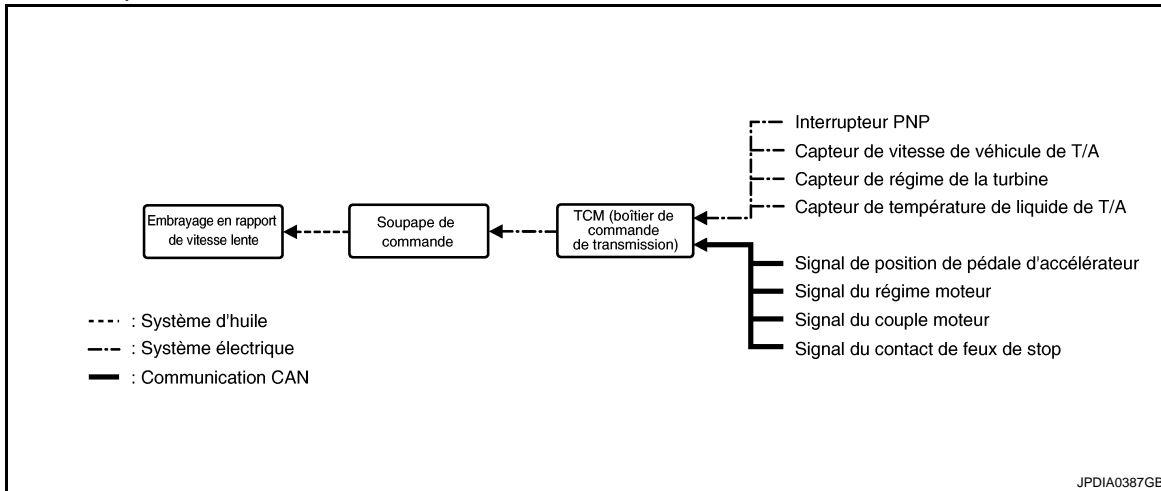 Interrupteur PNP
Capteur de vitesse de véhicule de T/A
Capteur de régime de la turbine
Capteur de température de liquide de T/A
Embrayage en rapport
de vitesse lente
Soupape de
commande
TCM (boîtier de
commande
de transmission)
Signal de position de pédale d'accélérateur
Signal du régime moteur
Signal du couple moteur
Signal du contact de feux de stop
: Système d'huile
: Système électrique
: Communication CAN
JPDIA0387GB